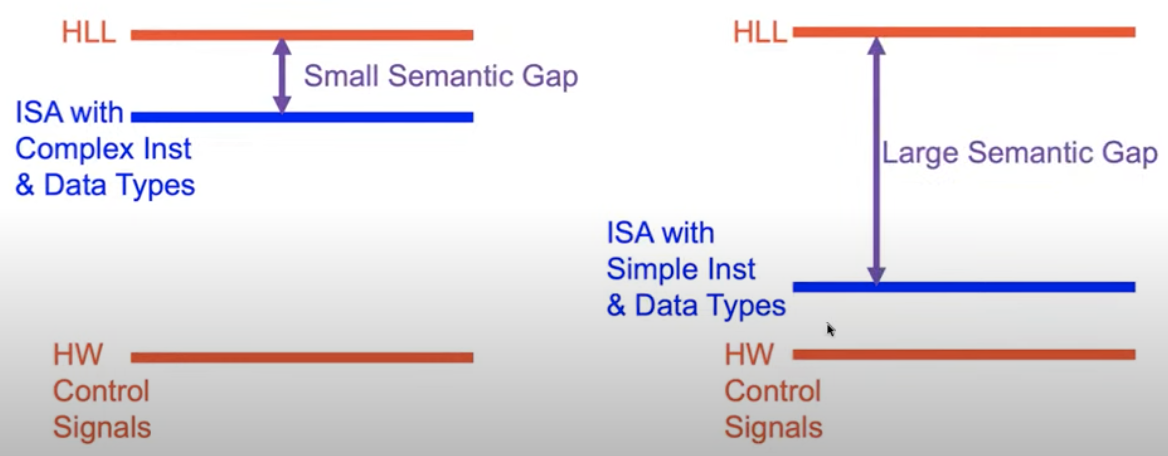 HLL
Small Semantic Gap
ISA with
Complex Inst
& Data Types
HW
Control
Signals
HLL
Large Semantic Gap
ISA with
Simple Inst
& Data Types
HW
Control
Signals